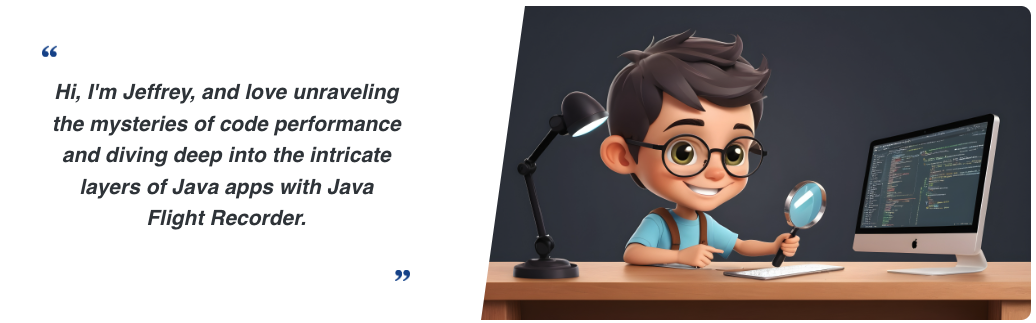 “
Hi, I'm Jeffrey, and love unraveling
the mysteries of code performance
and diving deep into the intricate
layers of Java apps with Java
Flight Recorder.
”